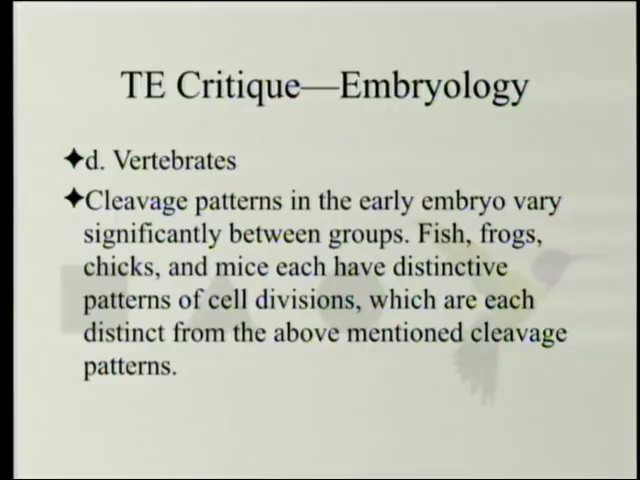 TE Critique—Embryology
✦d. Vertebrates
✦Cleavage patterns in the early embryo vary
significantly between groups. Fish, frogs,
chicks, and mice each have distinctive
patterns of cell divisions, which are each
distinct from the above mentioned cleavage
patterns.